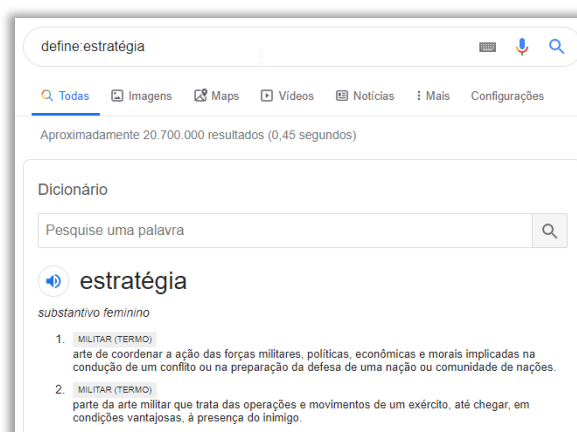 define:estratégia
Todas Imagens Maps Vídeos Notícias Mais Configurações
Aproximadamente 20.700.000 resultados (0,45 segundos)
Dicionário
Pesquise uma palavra
estratégia
substantivo feminino
1. MILITAR (TERMO)
arte de coordenar a ação das forças militares, políticas, econômicas e morais implicadas na
condução de um conflito ou na preparação da defesa de uma nação ou comunidade de nações.
2. MILITAR (TERMO)
parte da arte militar que trata das operações e movimentos de um exército, até chegar, em
condições vantajosas, à presença do inimigo.